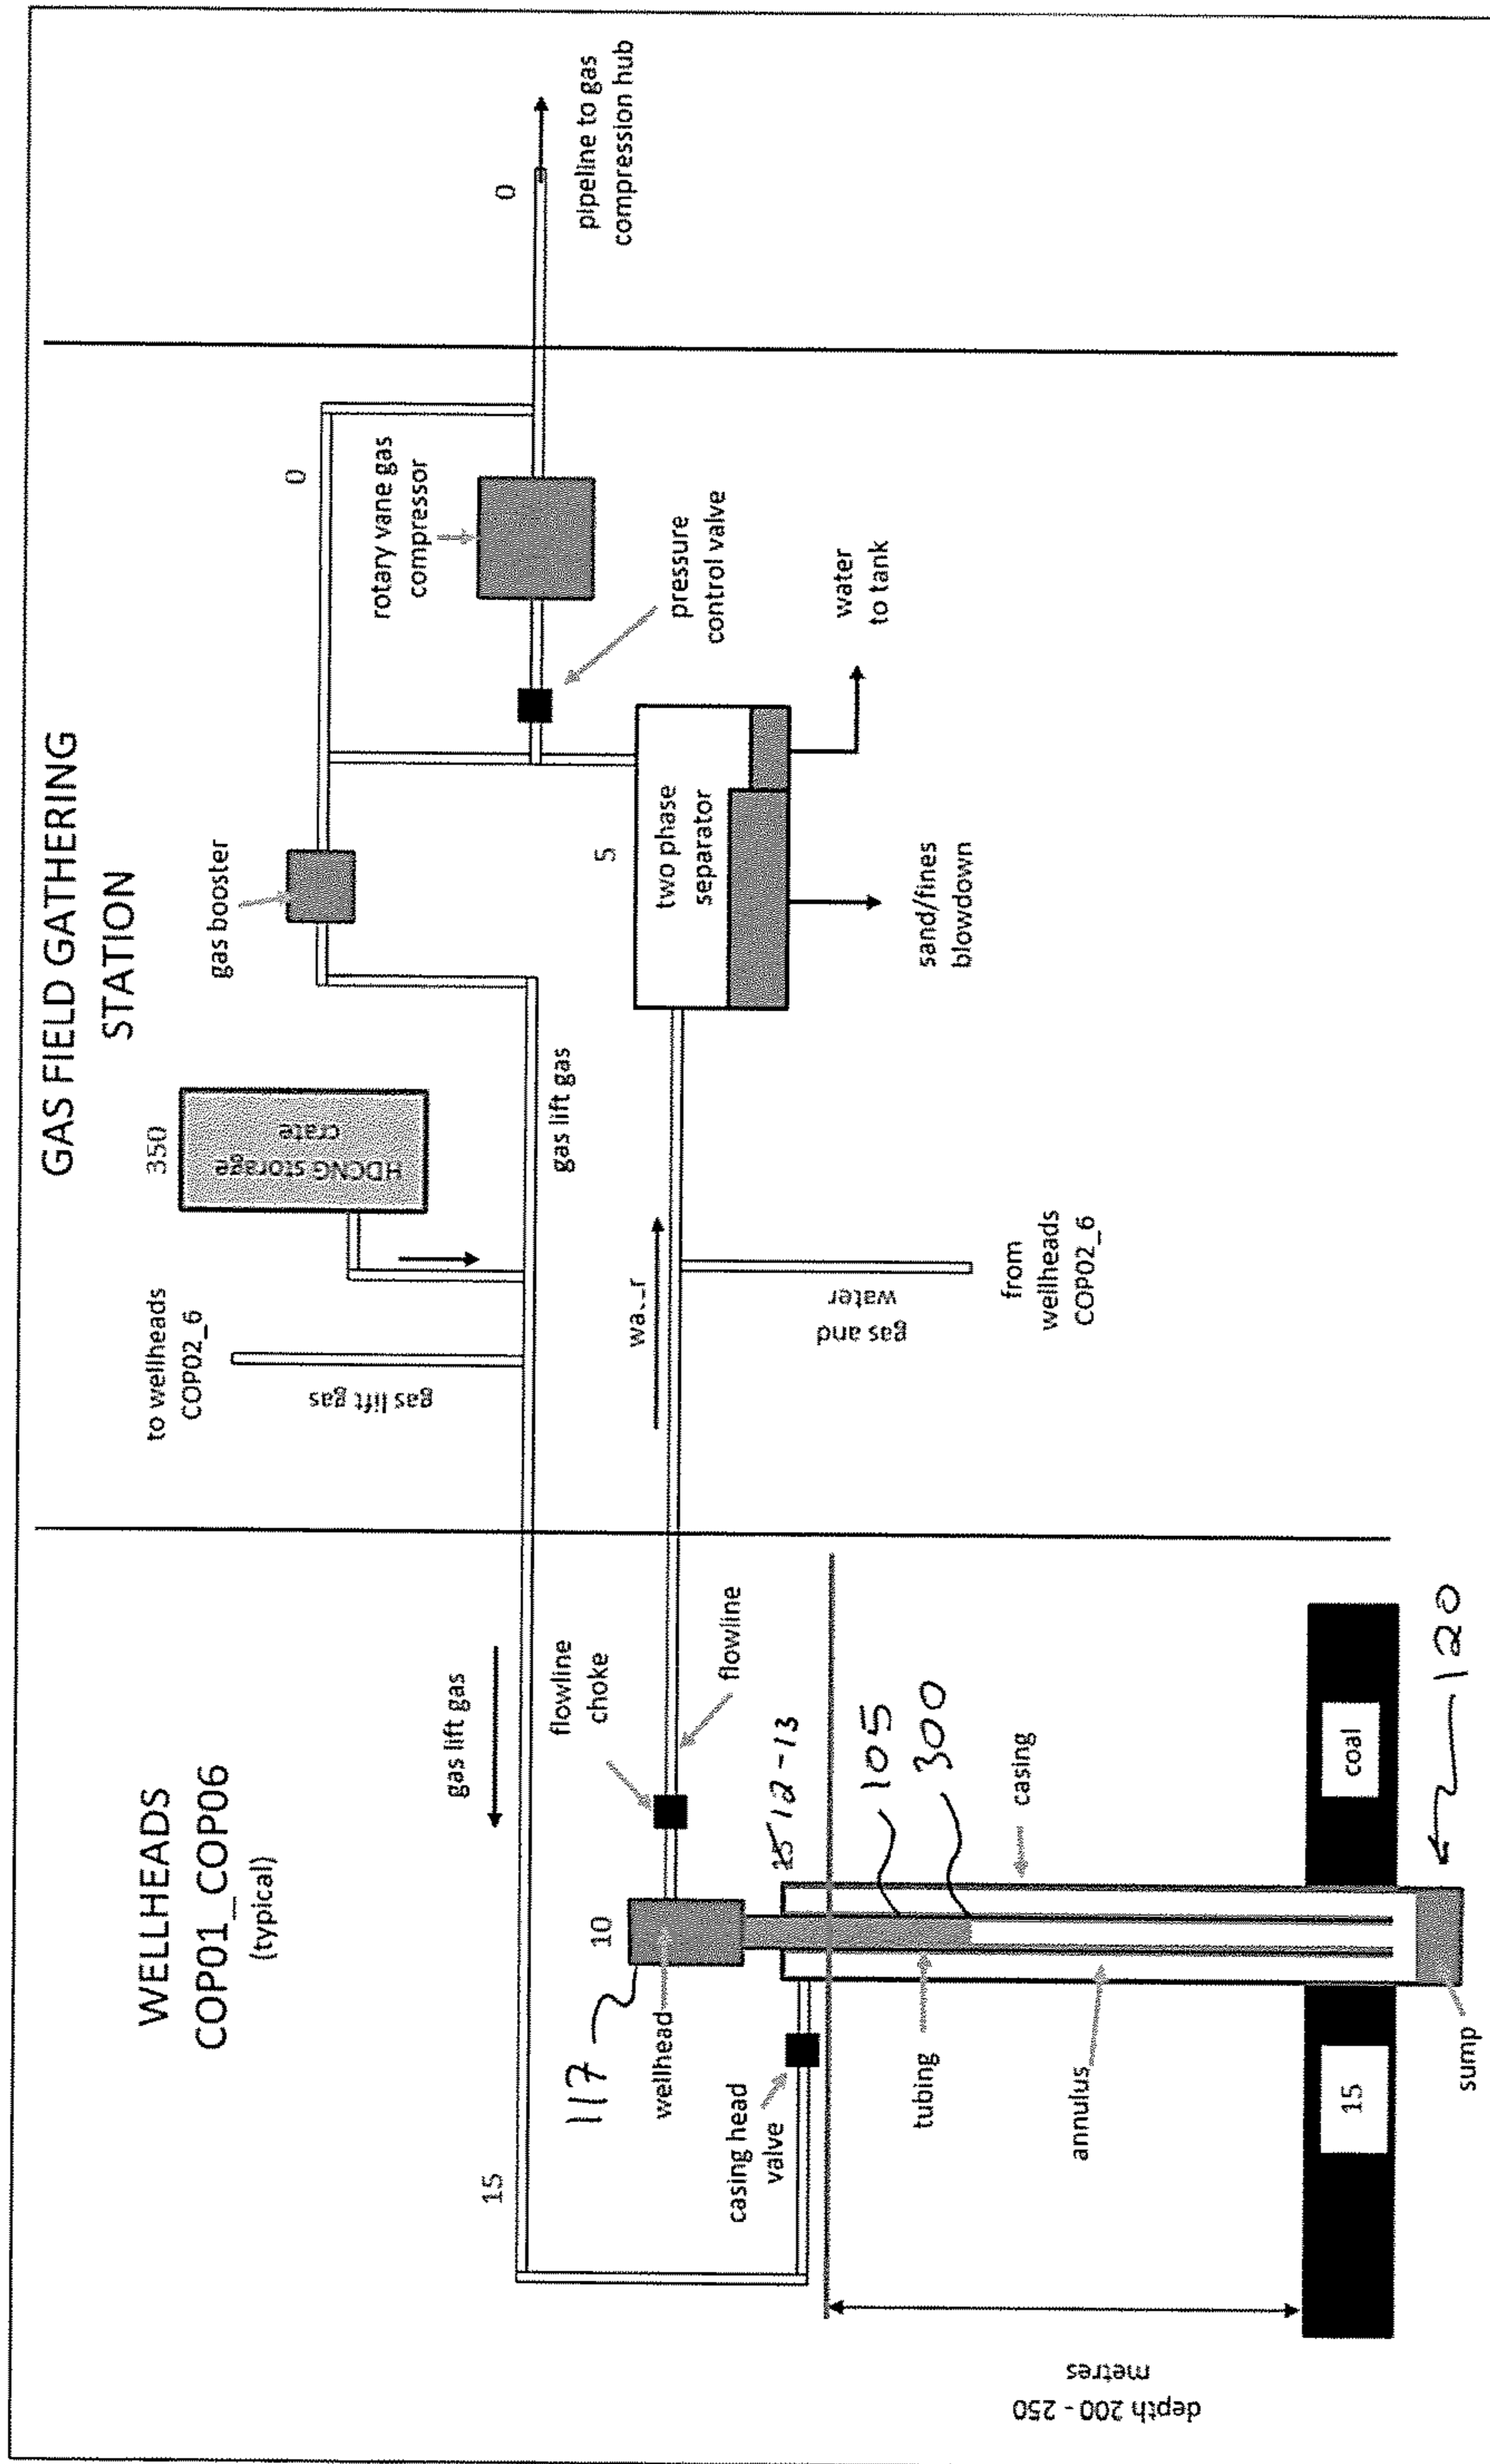 GAS FIELD GATHERING
STATION
WELLHEADS
COP01_COP06
(typical)
to wellheads
COP02_6
gas lift gas
350
HDCNG storage
crate
gas booster
0
rotary vane gas
compressor
0
pipeline to gas
compression hub
pressure
control valve
gas lift gas
gas lift gas
15
5
two phase
separator
water
to tank
sand/fines
blowdown
gas and
water
from
wellheads
COP02_6
flowline
choke
flowline
10
117
wellhead
12-13
casing head
valve
105
300
tubing
casing
annulus
15
coal
120
sump
depth 200 - 250
metres